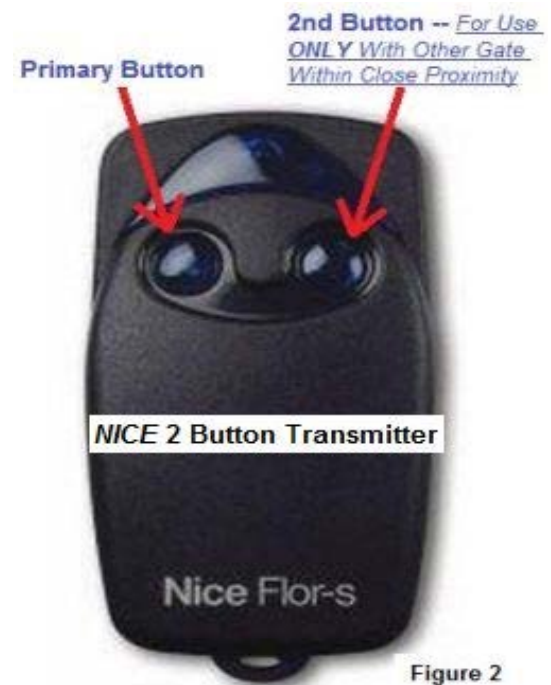 Primary Button
2nd Button -- For Use
ONLY With Other Gate
Within Close Proximity
NICE 2 Button Transmitter
Nice Flor-s
Figure 2